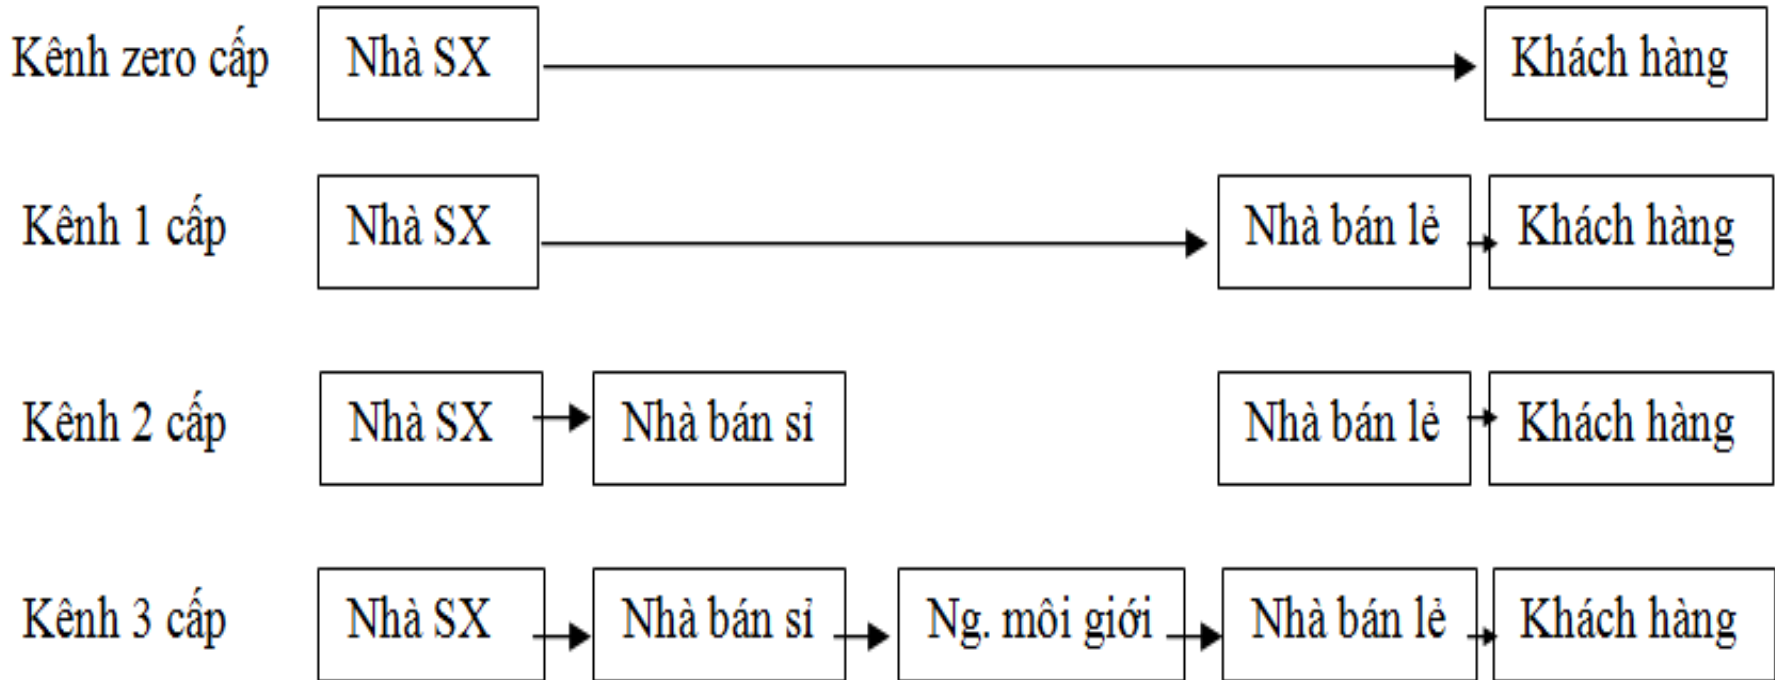 Kênh zero cấp Nhà SX Khách hàng
Kênh 1 cấp Nhà SX Nhà bán lẻ Khách hàng
Kênh 2 cấp Nhà SX Nhà bán sỉ Nhà bán lẻ Khách hàng
Kênh 3 cấp Nhà SX Nhà bán sỉ Ng. môi giới Nhà bán lẻ Khách hàng